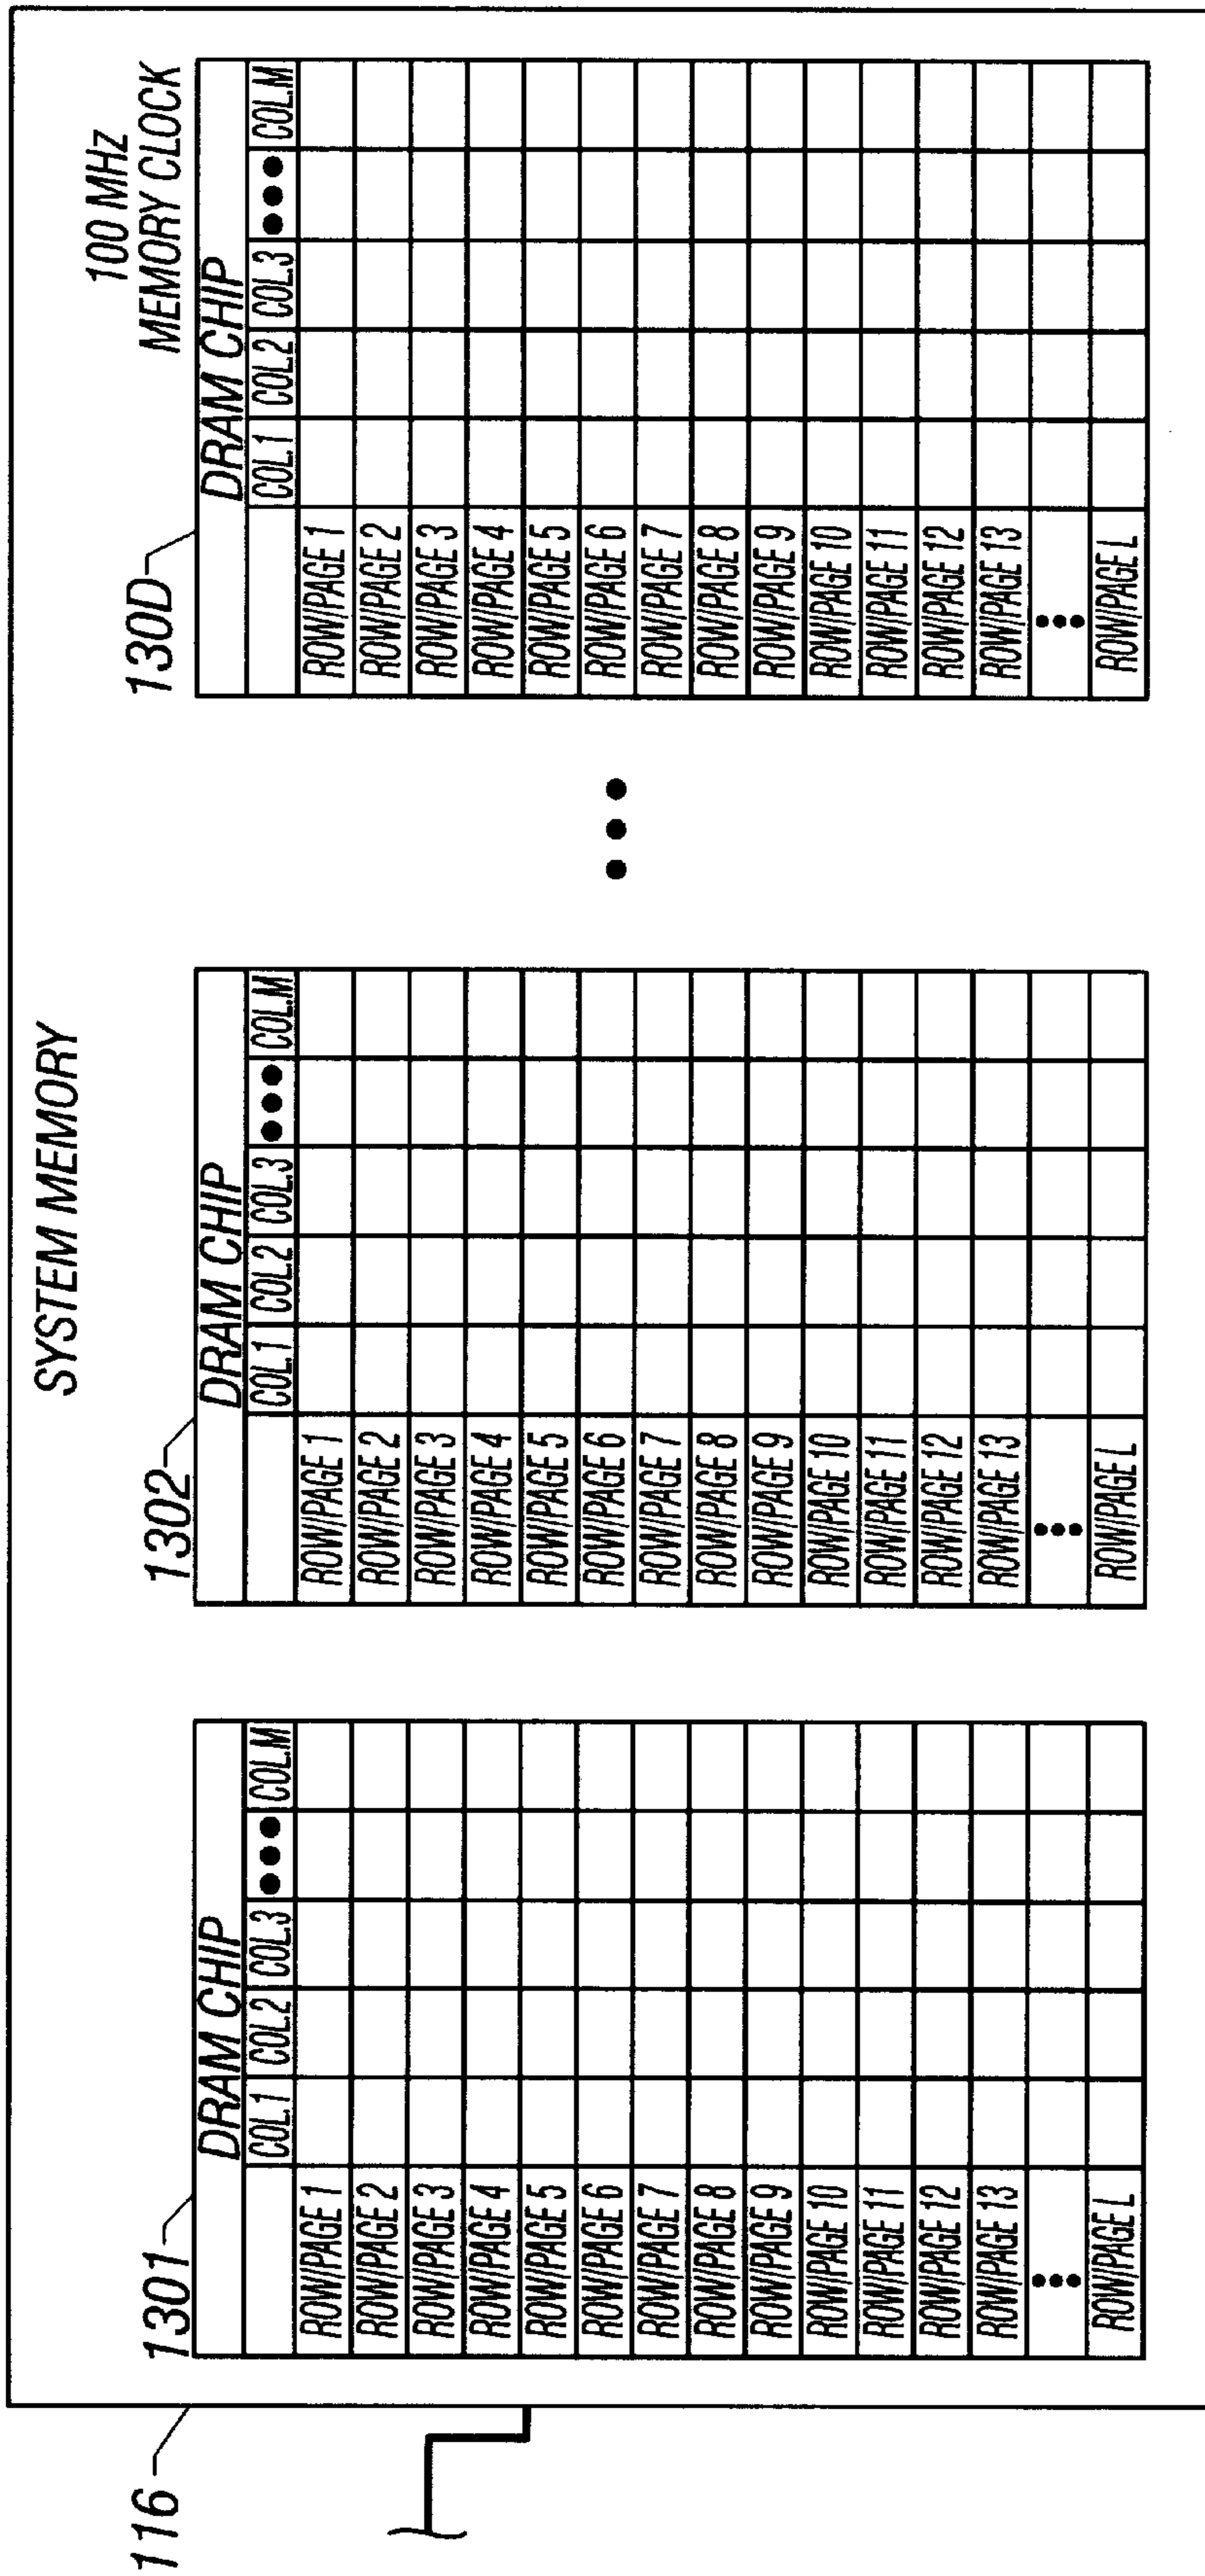 SYSTEM MEMORY
100 MHz
MEMORY CLOCK
116
1301
DRAM CHIP
COL.1 COL.2 COL.3 ●●● COL.M
ROW/PAGE 1
ROW/PAGE 2
ROW/PAGE 3
ROW/PAGE 4
ROW/PAGE 5
ROW/PAGE 6
ROW/PAGE 7
ROW/PAGE 8
ROW/PAGE 9
ROW/PAGE 10
ROW/PAGE 11
ROW/PAGE 12
ROW/PAGE 13
●●●
ROW/PAGE L
1302
DRAM CHIP
COL.1 COL.2 COL.3 ●●● COL.M
ROW/PAGE 1
ROW/PAGE 2
ROW/PAGE 3
ROW/PAGE 4
ROW/PAGE 5
ROW/PAGE 6
ROW/PAGE 7
ROW/PAGE 8
ROW/PAGE 9
ROW/PAGE 10
ROW/PAGE 11
ROW/PAGE 12
ROW/PAGE 13
●●●
ROW/PAGE L
●●●
130D
DRAM CHIP
COL.1 COL.2 COL.3 ●●● COL.M
ROW/PAGE 1
ROW/PAGE 2
ROW/PAGE 3
ROW/PAGE 4
ROW/PAGE 5
ROW/PAGE 6
ROW/PAGE 7
ROW/PAGE 8
ROW/PAGE 9
ROW/PAGE 10
ROW/PAGE 11
ROW/PAGE 12
ROW/PAGE 13
●●●
ROW/PAGE L